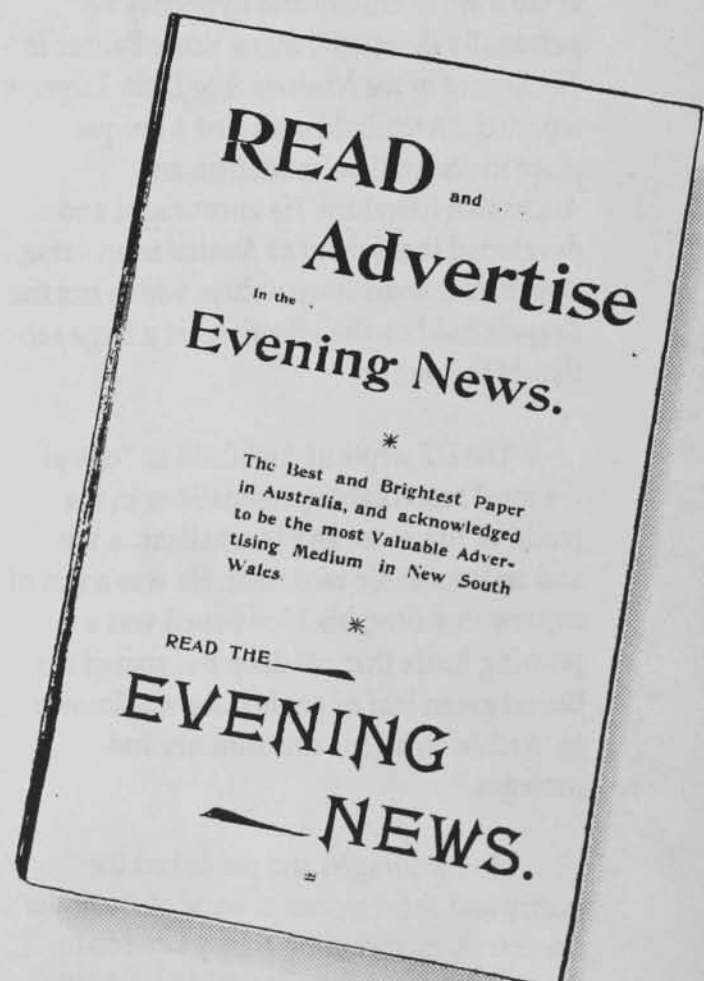 READ and
Advertise
In the
Evening News.
*
The Best and Brightest Paper
in Australia, and acknowledged
to be the most Valuable Adver-
tising Medium in New South
Wales
*
READ THE
EVENING
NEWS.